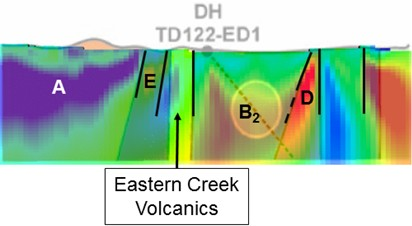 DH
TD122-ED1
A
E
B2
D
Eastern Creek
Volcanics